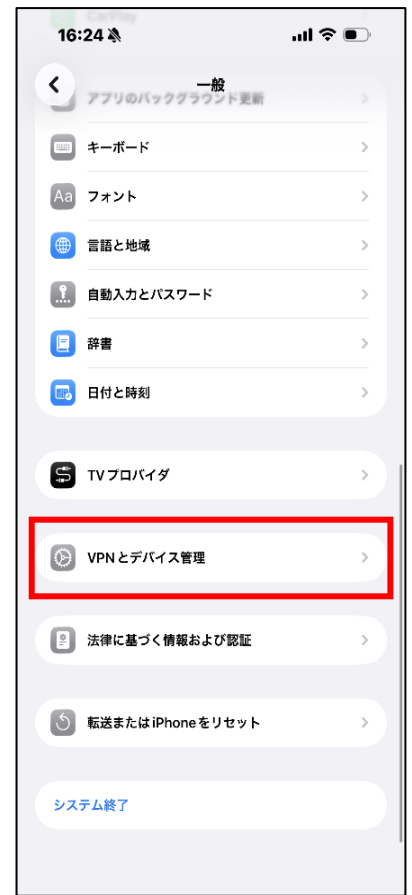 CarPlay
16:24
一般
アプリのバックグラウンド更新
キーボード
Aa フォント
言語と地域
自動入力とパスワード
辞書
日付と時刻
TVプロバイダ
VPNとデバイス管理
法律に基づく情報および認証
転送またはiPhoneをリセット
システム終了